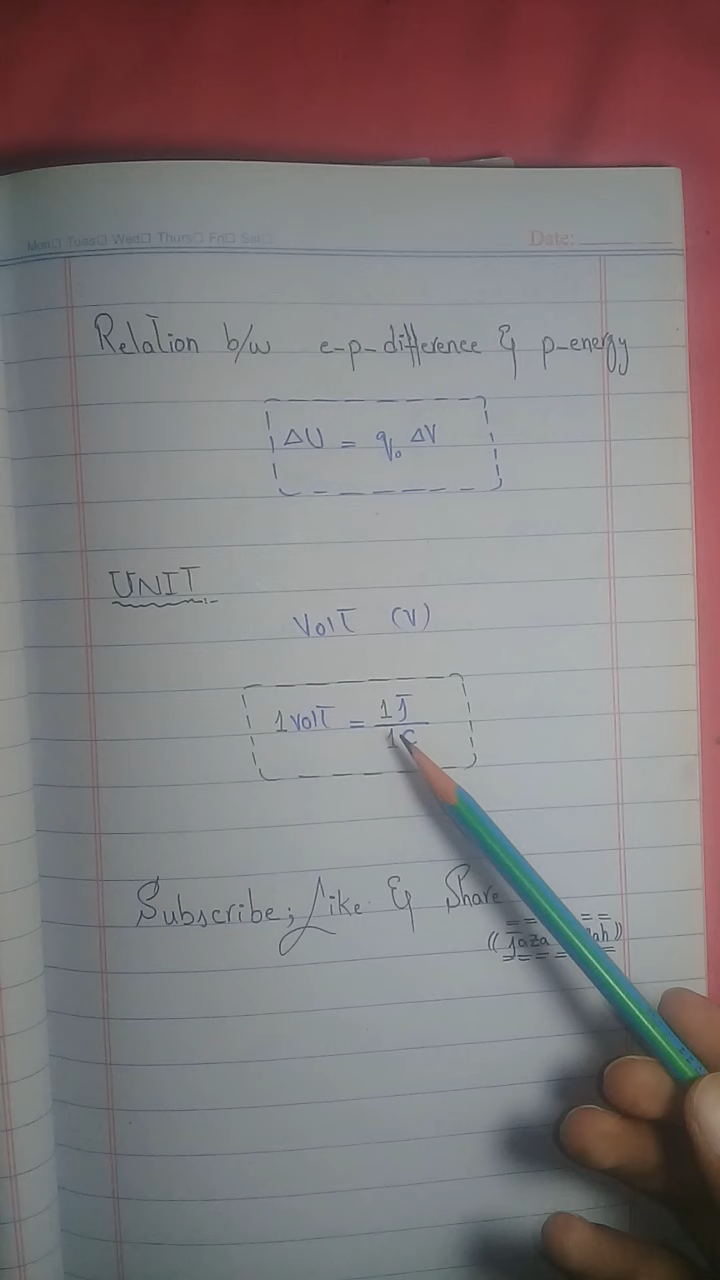 Mon Tues Wed Thurs Fri Sat
Date:
Relation b/w e-p-difference & p-energy
ΔU = q₀ ΔV
UNIT
Volt (V)
1 volt = 1J / 1C
Subscribe; Like & Share
((Jaza